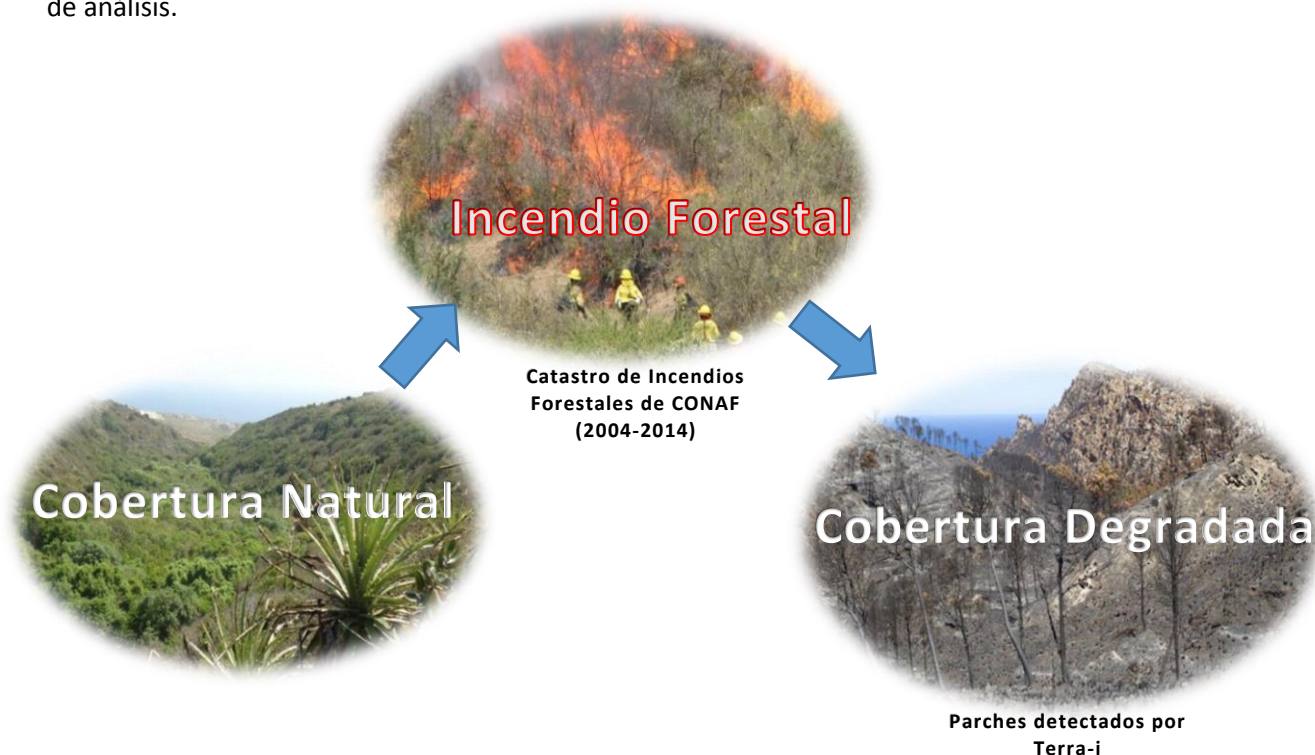 de análisis.
Incendio Forestal
Catastro de Incendios
Forestales de CONAF
(2004-2014)
Cobertura Natural
Cobertura Degradada
Parches detectados por
Terra-i